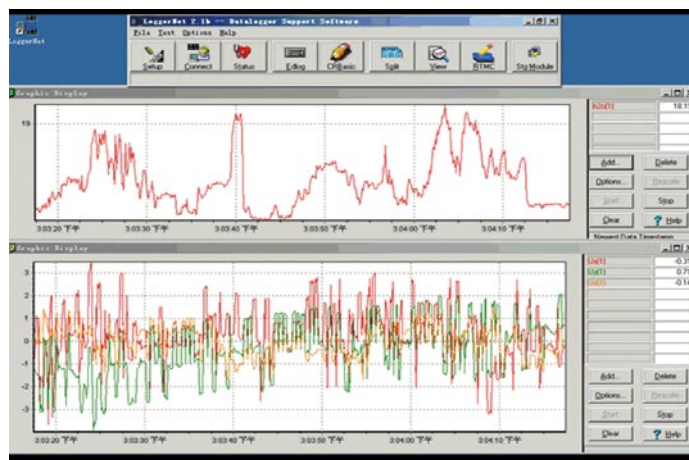 LoggerNet
LoggerNet 2.1b -- Datalogger Support Software
File Test Options Help
Setup Connect Status Edlog CRBasic Split View RTMC Stg Module
Graphic Display
19
3:03:20 下午 3:03:30 下午 3:03:40 下午 3:03:50 下午 3:04:00 下午 3:04:10 下午
h2o(1)
Add... Delete
Options... Rescale
Start Stop
Clear ? Help
Newest Data Timestamp
Graphic Display
3
2
1
0
-1
-2
-3
3:03:20 下午 3:03:30 下午 3:03:40 下午 3:03:50 下午 3:04:00 下午 3:04:10 下午
Ux(1)
Uy(1)
Uz(1)
Add... Delete
Options... Rescale
Start Stop
Clear ? Help